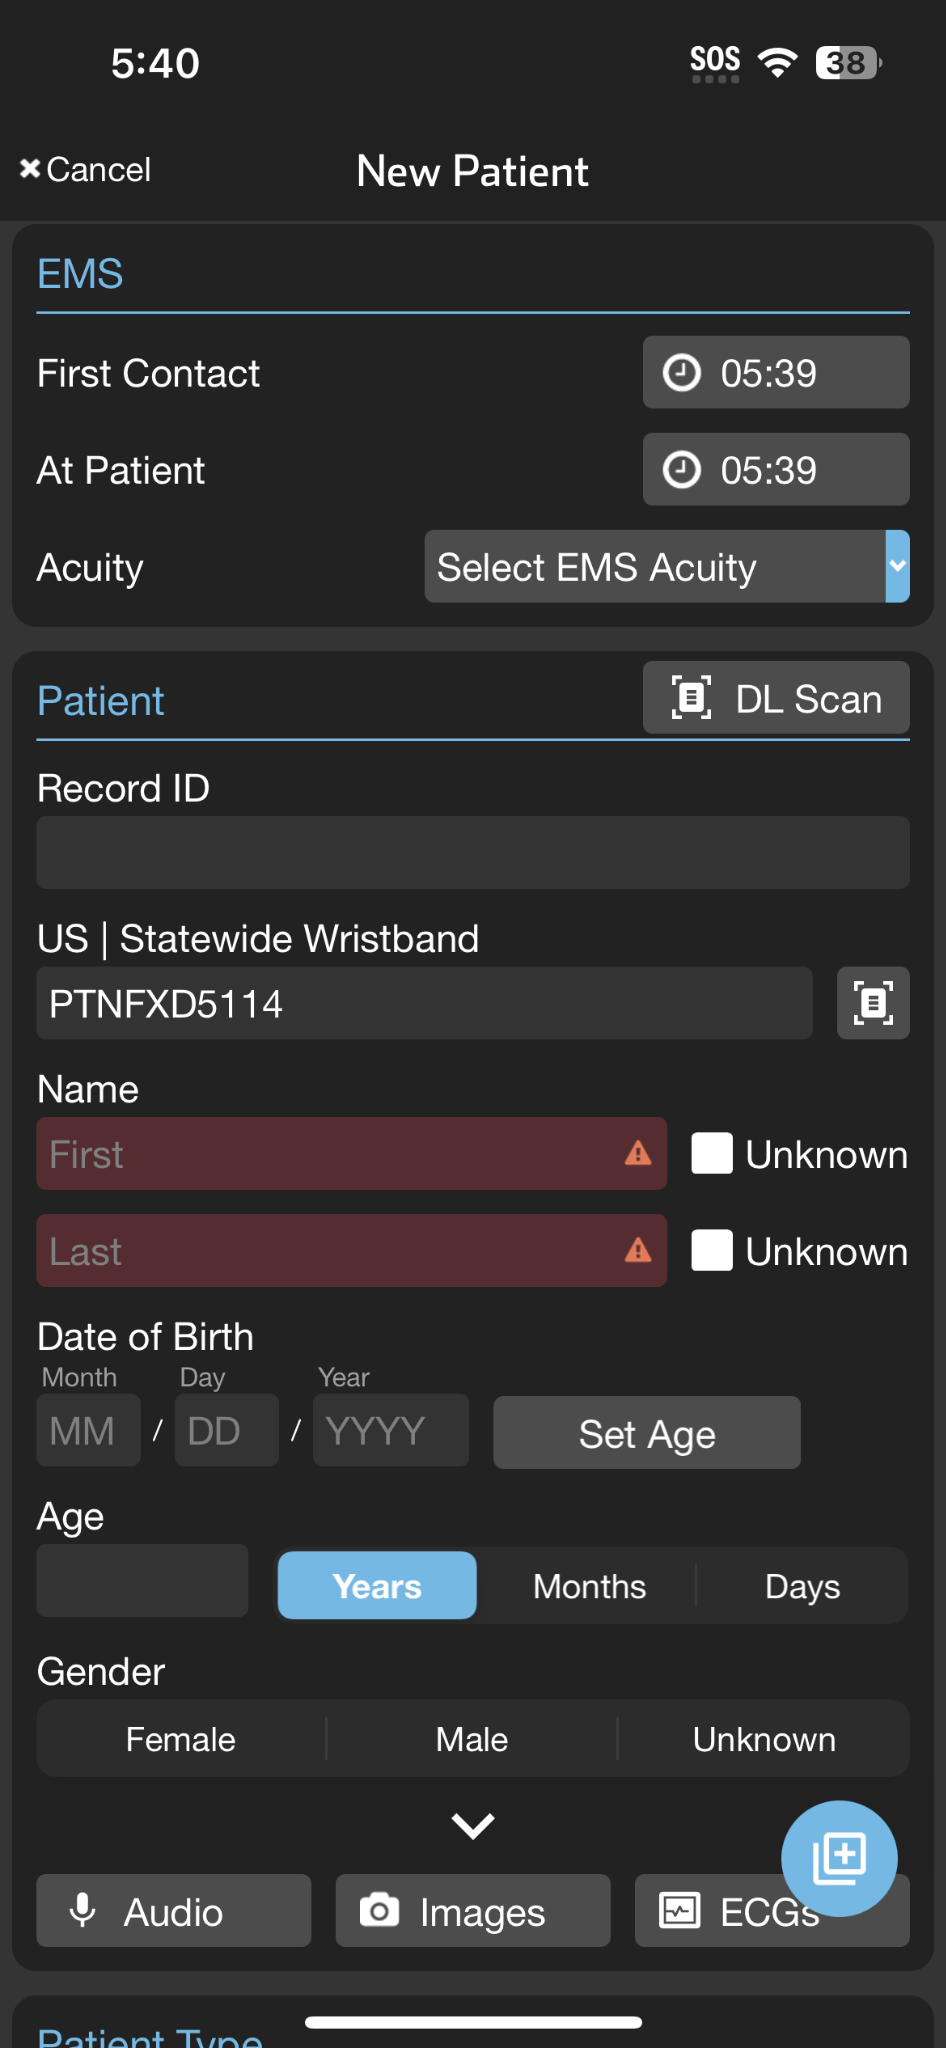 5:40 SOS 38
Cancel New Patient
EMS
First Contact 05:39
At Patient 05:39
Acuity Select EMS Acuity
Patient DL Scan
Record ID
US | Statewide Wristband
PTNFXD5114
Name
First Unknown
Last Unknown
Date of Birth
Month Day Year
MM / DD / YYYY Set Age
Age
Years Months Days
Gender
Female Male Unknown
Audio Images ECGs
Patient Type